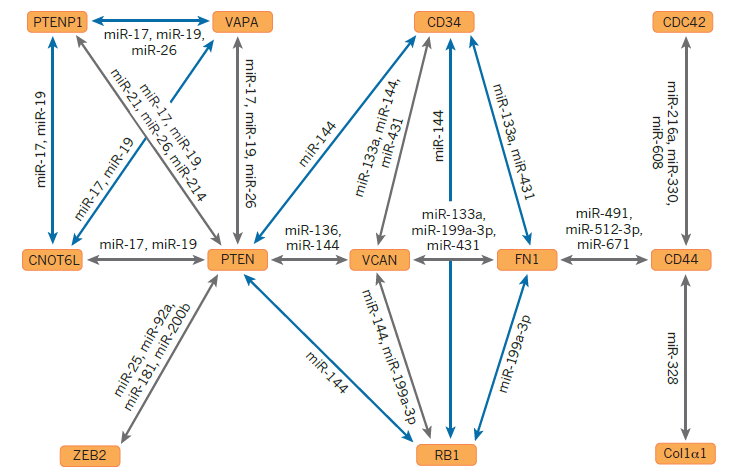 PTENP1
VAPA
CD34
CDC42
miR-17, miR-19,
miR-26
miR-17, miR-19
miR-17, miR-19,
miR-21, miR-26, miR-214
miR-17, miR-19
miR-17, miR-19, miR-26
miR-144
miR-133a, miR-144,
miR-431
miR-144
miR-133a, miR-431
miR-216a, miR-330,
miR-608
miR-136,
miR-144
miR-133a,
miR-199a-3p,
miR-431
miR-491,
miR-512-3p,
miR-671
miR-17, miR-19
CNOT6L
PTEN
VCAN
FN1
CD44
miR-25, miR-92a,
miR-181, miR-200b
miR-144
miR-144, miR-199a-3p
miR-199a-3p
miR-328
ZEB2
RB1
Col1α1